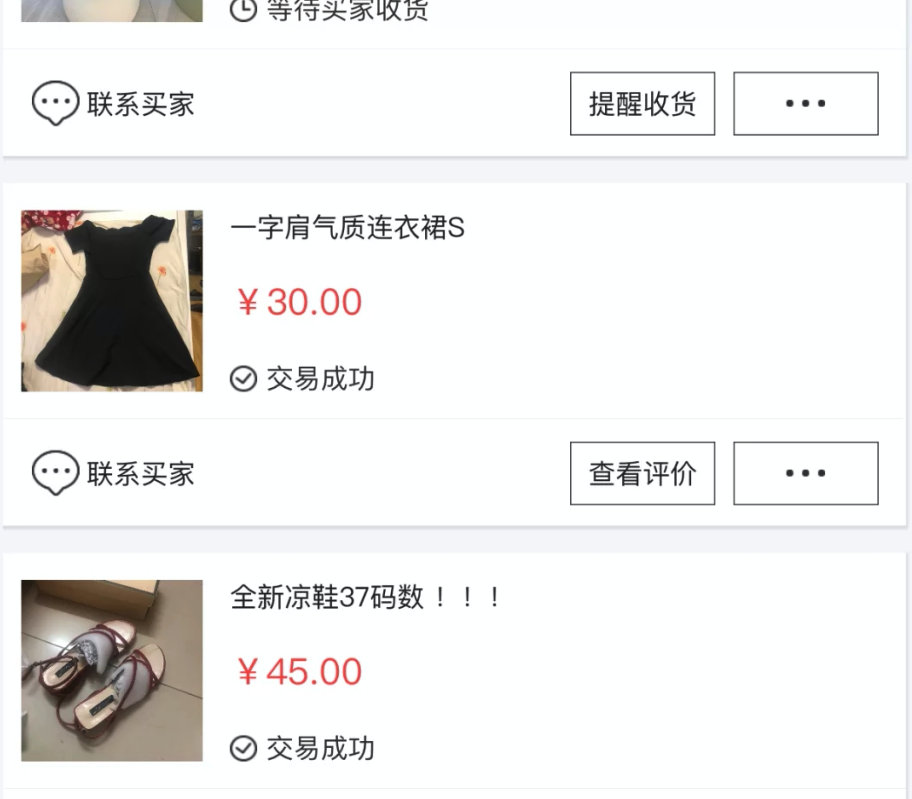 等待买家收货
联系买家
提醒收货
一字肩气质连衣裙S
￥30.00
交易成功
联系买家
查看评价
全新凉鞋37码数！！！
￥45.00
交易成功